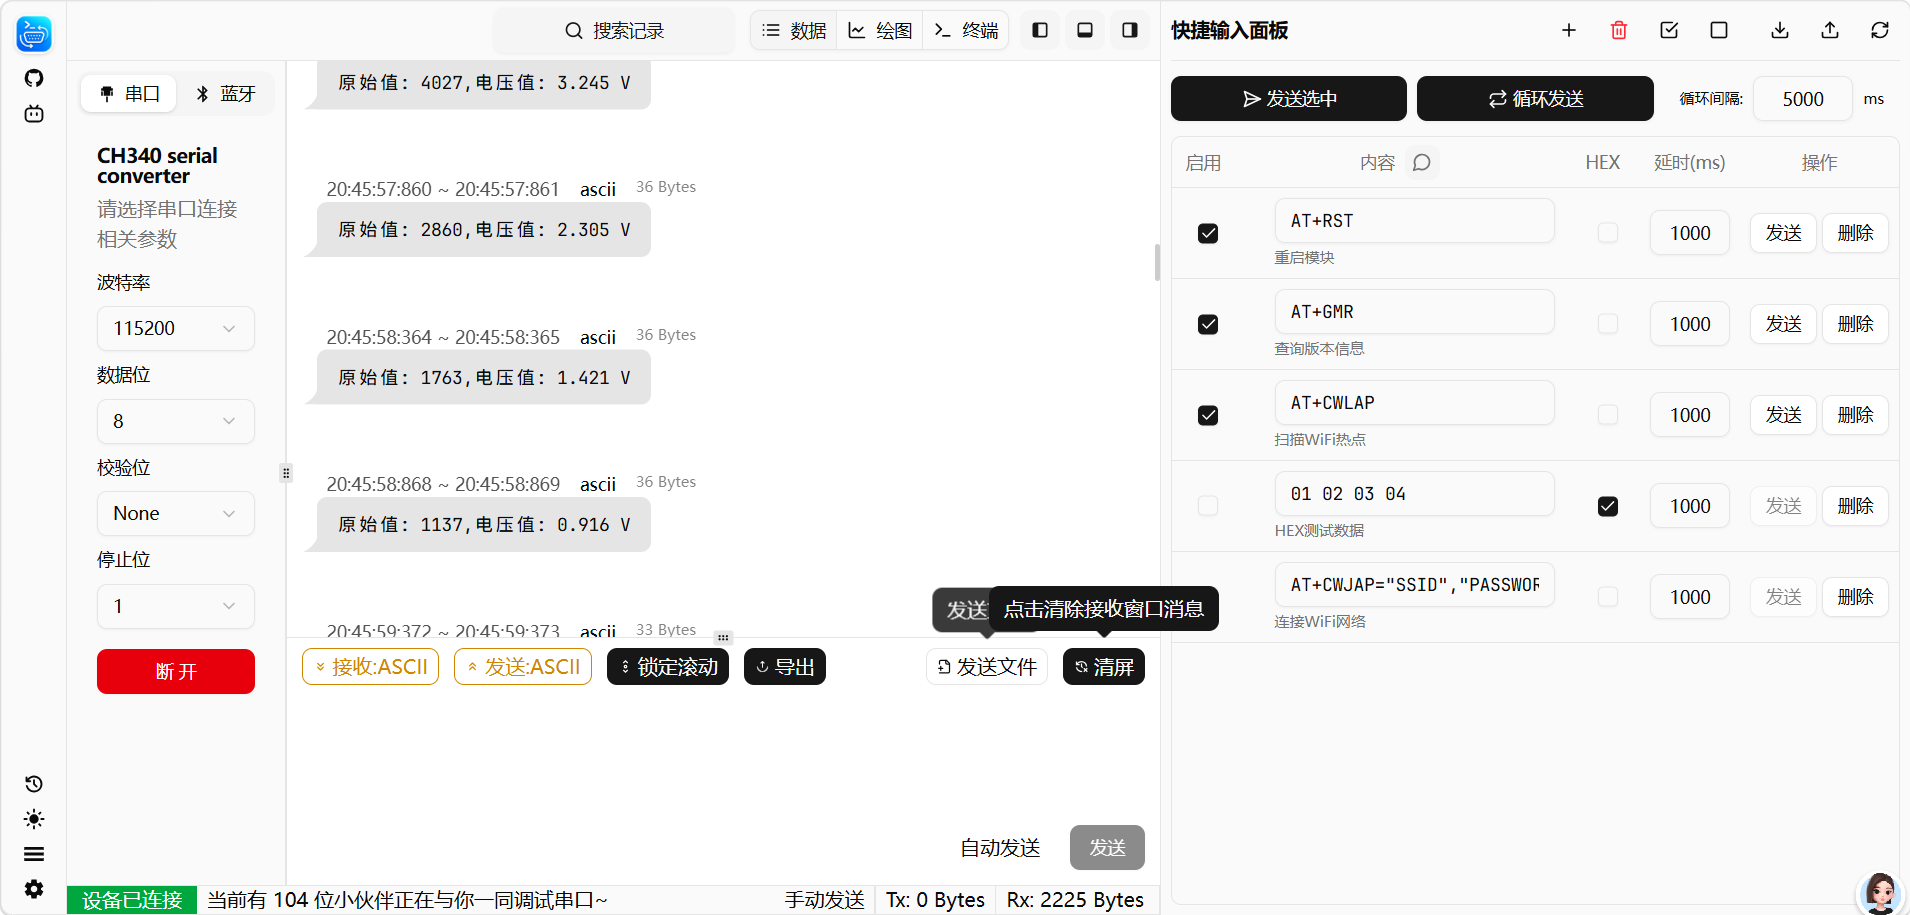 搜索记录
数据
绘图
终端
快捷输入面板
串口
蓝牙
CH340 serial
converter
请选择串口连接
相关参数
波特率
115200
数据位
8
校验位
None
停止位
1
断开
原始值: 4027,电压值: 3.245 V
20:45:57:860 ~ 20:45:57:861 ascii 36 Bytes
原始值: 2860,电压值: 2.305 V
20:45:58:364 ~ 20:45:58:365 ascii 36 Bytes
原始值: 1763,电压值: 1.421 V
20:45:58:868 ~ 20:45:58:869 ascii 36 Bytes
原始值: 1137,电压值: 0.916 V
20:45:59:372 ~ 20:45:59:373 ascii 33 Bytes
发送
点击清除接收窗口消息
接收:ASCII
发送:ASCII
锁定滚动
导出
发送文件
清屏
自动发送
发送
设备已连接
当前有 104 位小伙伴正在与你一同调试串口~
手动发送
Tx: 0 Bytes
Rx: 2225 Bytes
发送选中
循环发送
循环间隔: 5000 ms
启用 内容 HEX 延时(ms) 操作
AT+RST 1000 发送 删除
重启模块
AT+GMR 1000 发送 删除
查询版本信息
AT+CWLAP 1000 发送 删除
扫描WiFi热点
01 02 03 04 1000 发送 删除
HEX测试数据
AT+CWJAP="SSID","PASSWOR 1000 发送 删除
连接WiFi网络